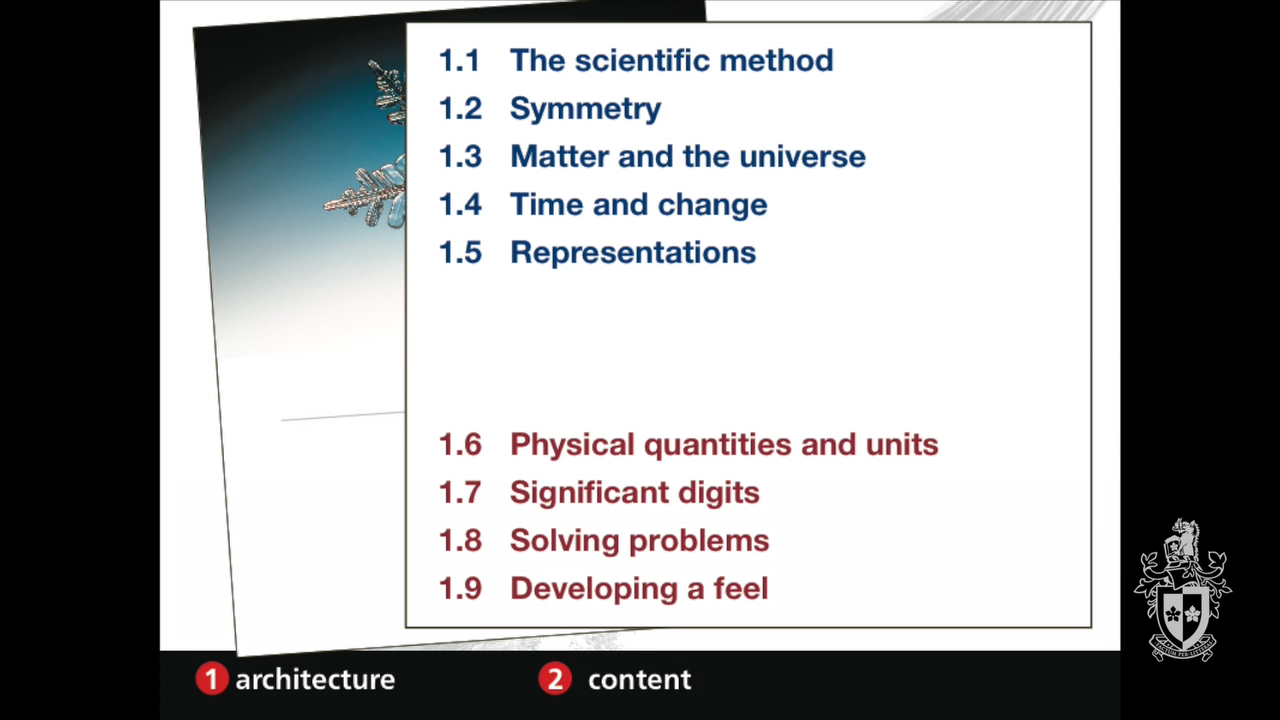 1.1 The scientific method
1.2 Symmetry
1.3 Matter and the universe
1.4 Time and change
1.5 Representations
1.6 Physical quantities and units
1.7 Significant digits
1.8 Solving problems
1.9 Developing a feel
1 architecture 2 content